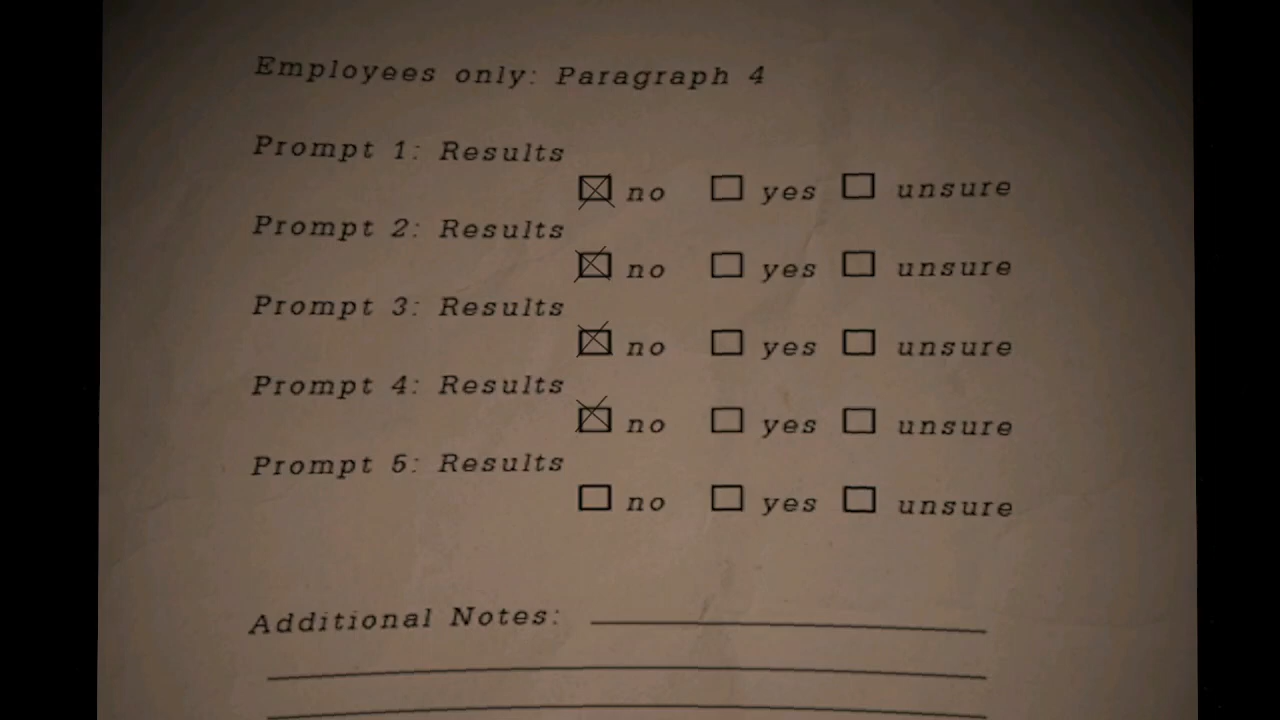 Employees only: Paragraph 4
Prompt 1: Results
no yes unsure
Prompt 2: Results
no yes unsure
Prompt 3: Results
no yes unsure
Prompt 4: Results
no yes unsure
Prompt 5: Results
no yes unsure
Additional Notes: